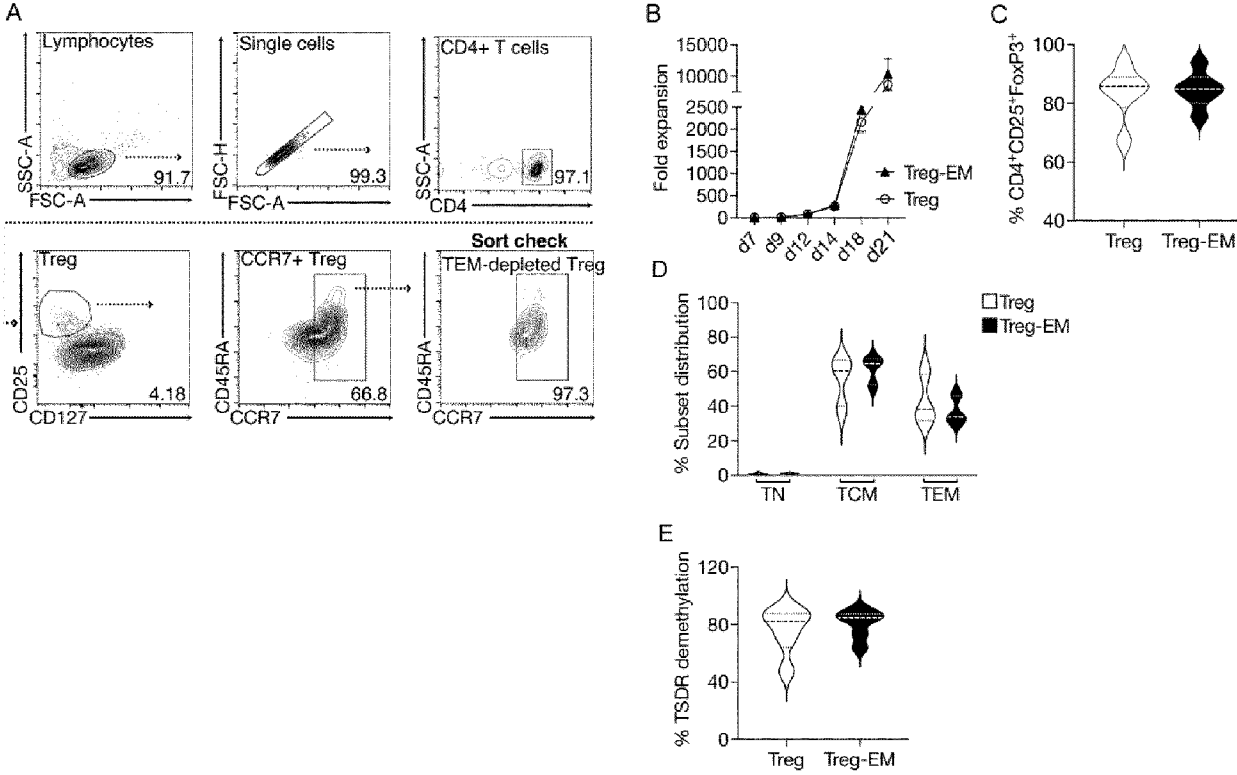 A
Lymphocytes
SSC-A
91.7
FSC-A
Single cells
FSC-H
99.3
FSC-A
CD4+ T cells
SSC-A
97.1
CD4
Treg
CD25
4.18
CD127
CCR7+ Treg
CD45RA
66.8
CCR7
Sort check
TEM-depleted Treg
CD45RA
97.3
CCR7
B
Fold expansion
15000
10000
2500
2000
1500
1000
500
0
Treg-EM
Treg
d7
d9
d12
d14
d18
d21
C
% CD4+CD25+FoxP3+
100
80
60
40
Treg
Treg-EM
D
% Subset distribution
100
80
60
40
20
0
TN
TCM
TEM
Treg
Treg-EM
E
% TSDR demethylation
120
80
40
0
Treg
Treg-EM